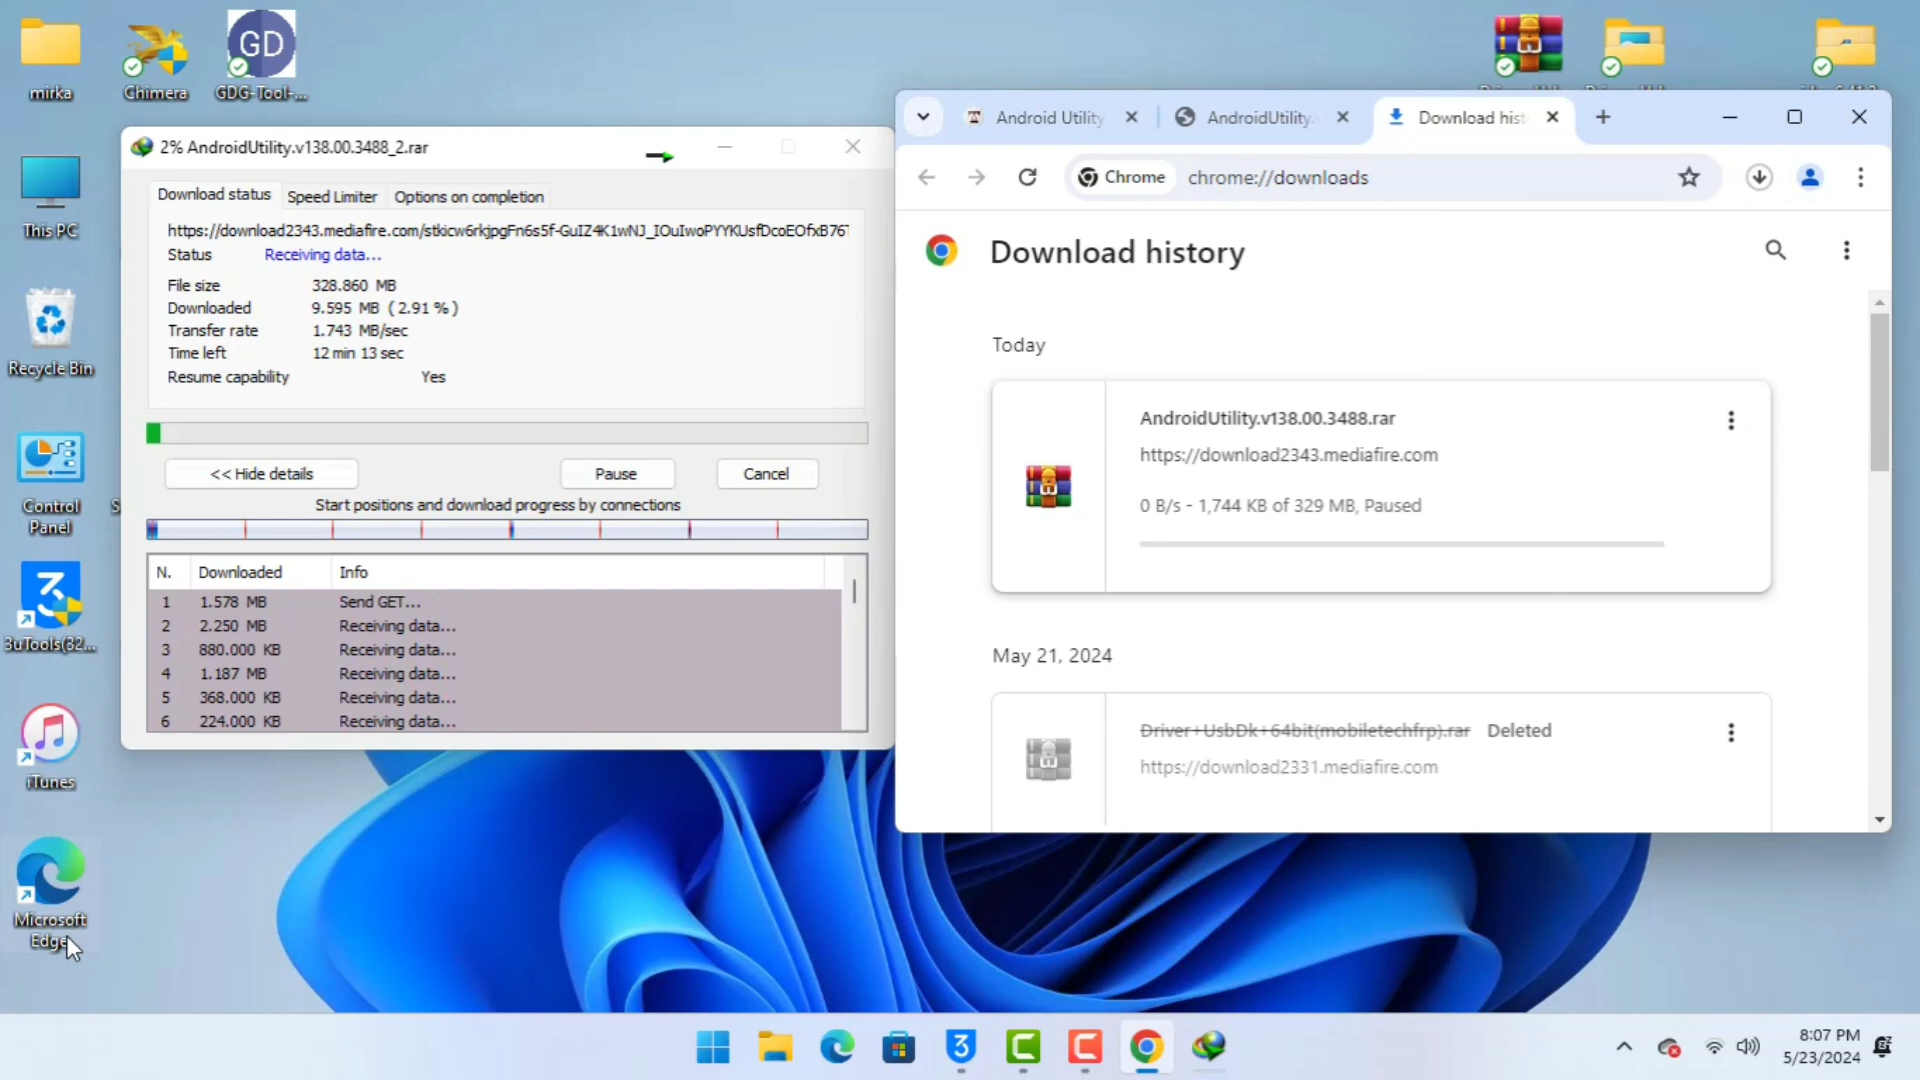 mirka
Chimera
GD
GDG-Tool-...
This PC
Recycle Bin
Control
Panel
3uTools(32...
iTunes
Microsoft
Edge
2% AndroidUtility.v138.00.3488_2.rar
Download status
Speed Limiter
Options on completion
Status
Receiving data...
File size
328.860 MB
Downloaded
9.595 MB ( 2.91 % )
Transfer rate
1.743 MB/sec
Time left
12 min 13 sec
Resume capability
Yes
<< Hide details
Pause
Cancel
Start positions and download progress by connections
N. Downloaded Info
1 1.578 MB Send GET...
2 2.250 MB Receiving data...
3 880.000 KB Receiving data...
4 1.187 MB Receiving data...
5 368.000 KB Receiving data...
6 224.000 KB Receiving data...
Android Utility
AndroidUtility.
Download hist
Chrome
chrome://downloads
Download history
Today
AndroidUtility.v138.00.3488.rar
https://download2343.mediafire.com
0 B/s - 1,744 KB of 329 MB, Paused
May 21, 2024
Driver+UsbDk+64bit(mobiletechfrp).rar Deleted
https://download2331.mediafire.com
8:07 PM
5/23/2024